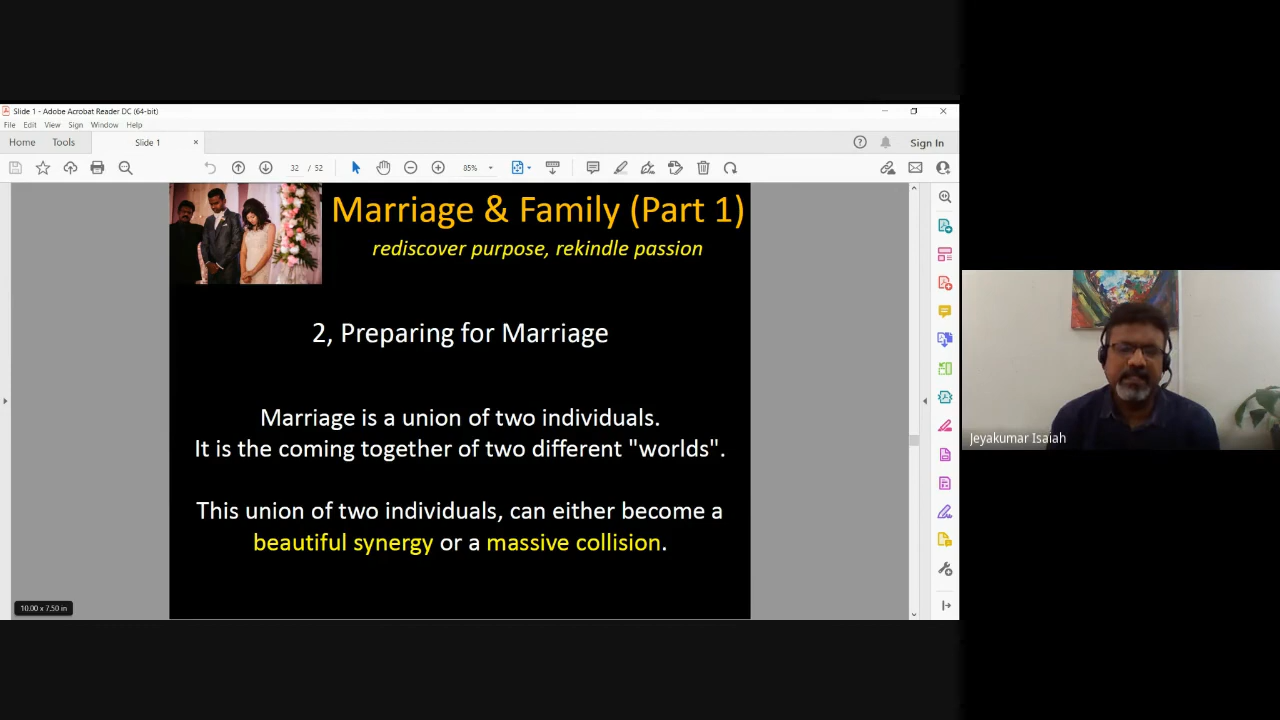 Slide 1 - Adobe Acrobat Reader DC (64-bit)
File Edit View Sign Window Help
Home Tools Slide 1 × Sign In
32 / 52 85%
Marriage & Family (Part 1)
rediscover purpose, rekindle passion
2, Preparing for Marriage
Marriage is a union of two individuals.
It is the coming together of two different "worlds".
This union of two individuals, can either become a
beautiful synergy or a massive collision.
10.00 x 7.50 in
Jeyakumar Isaiah